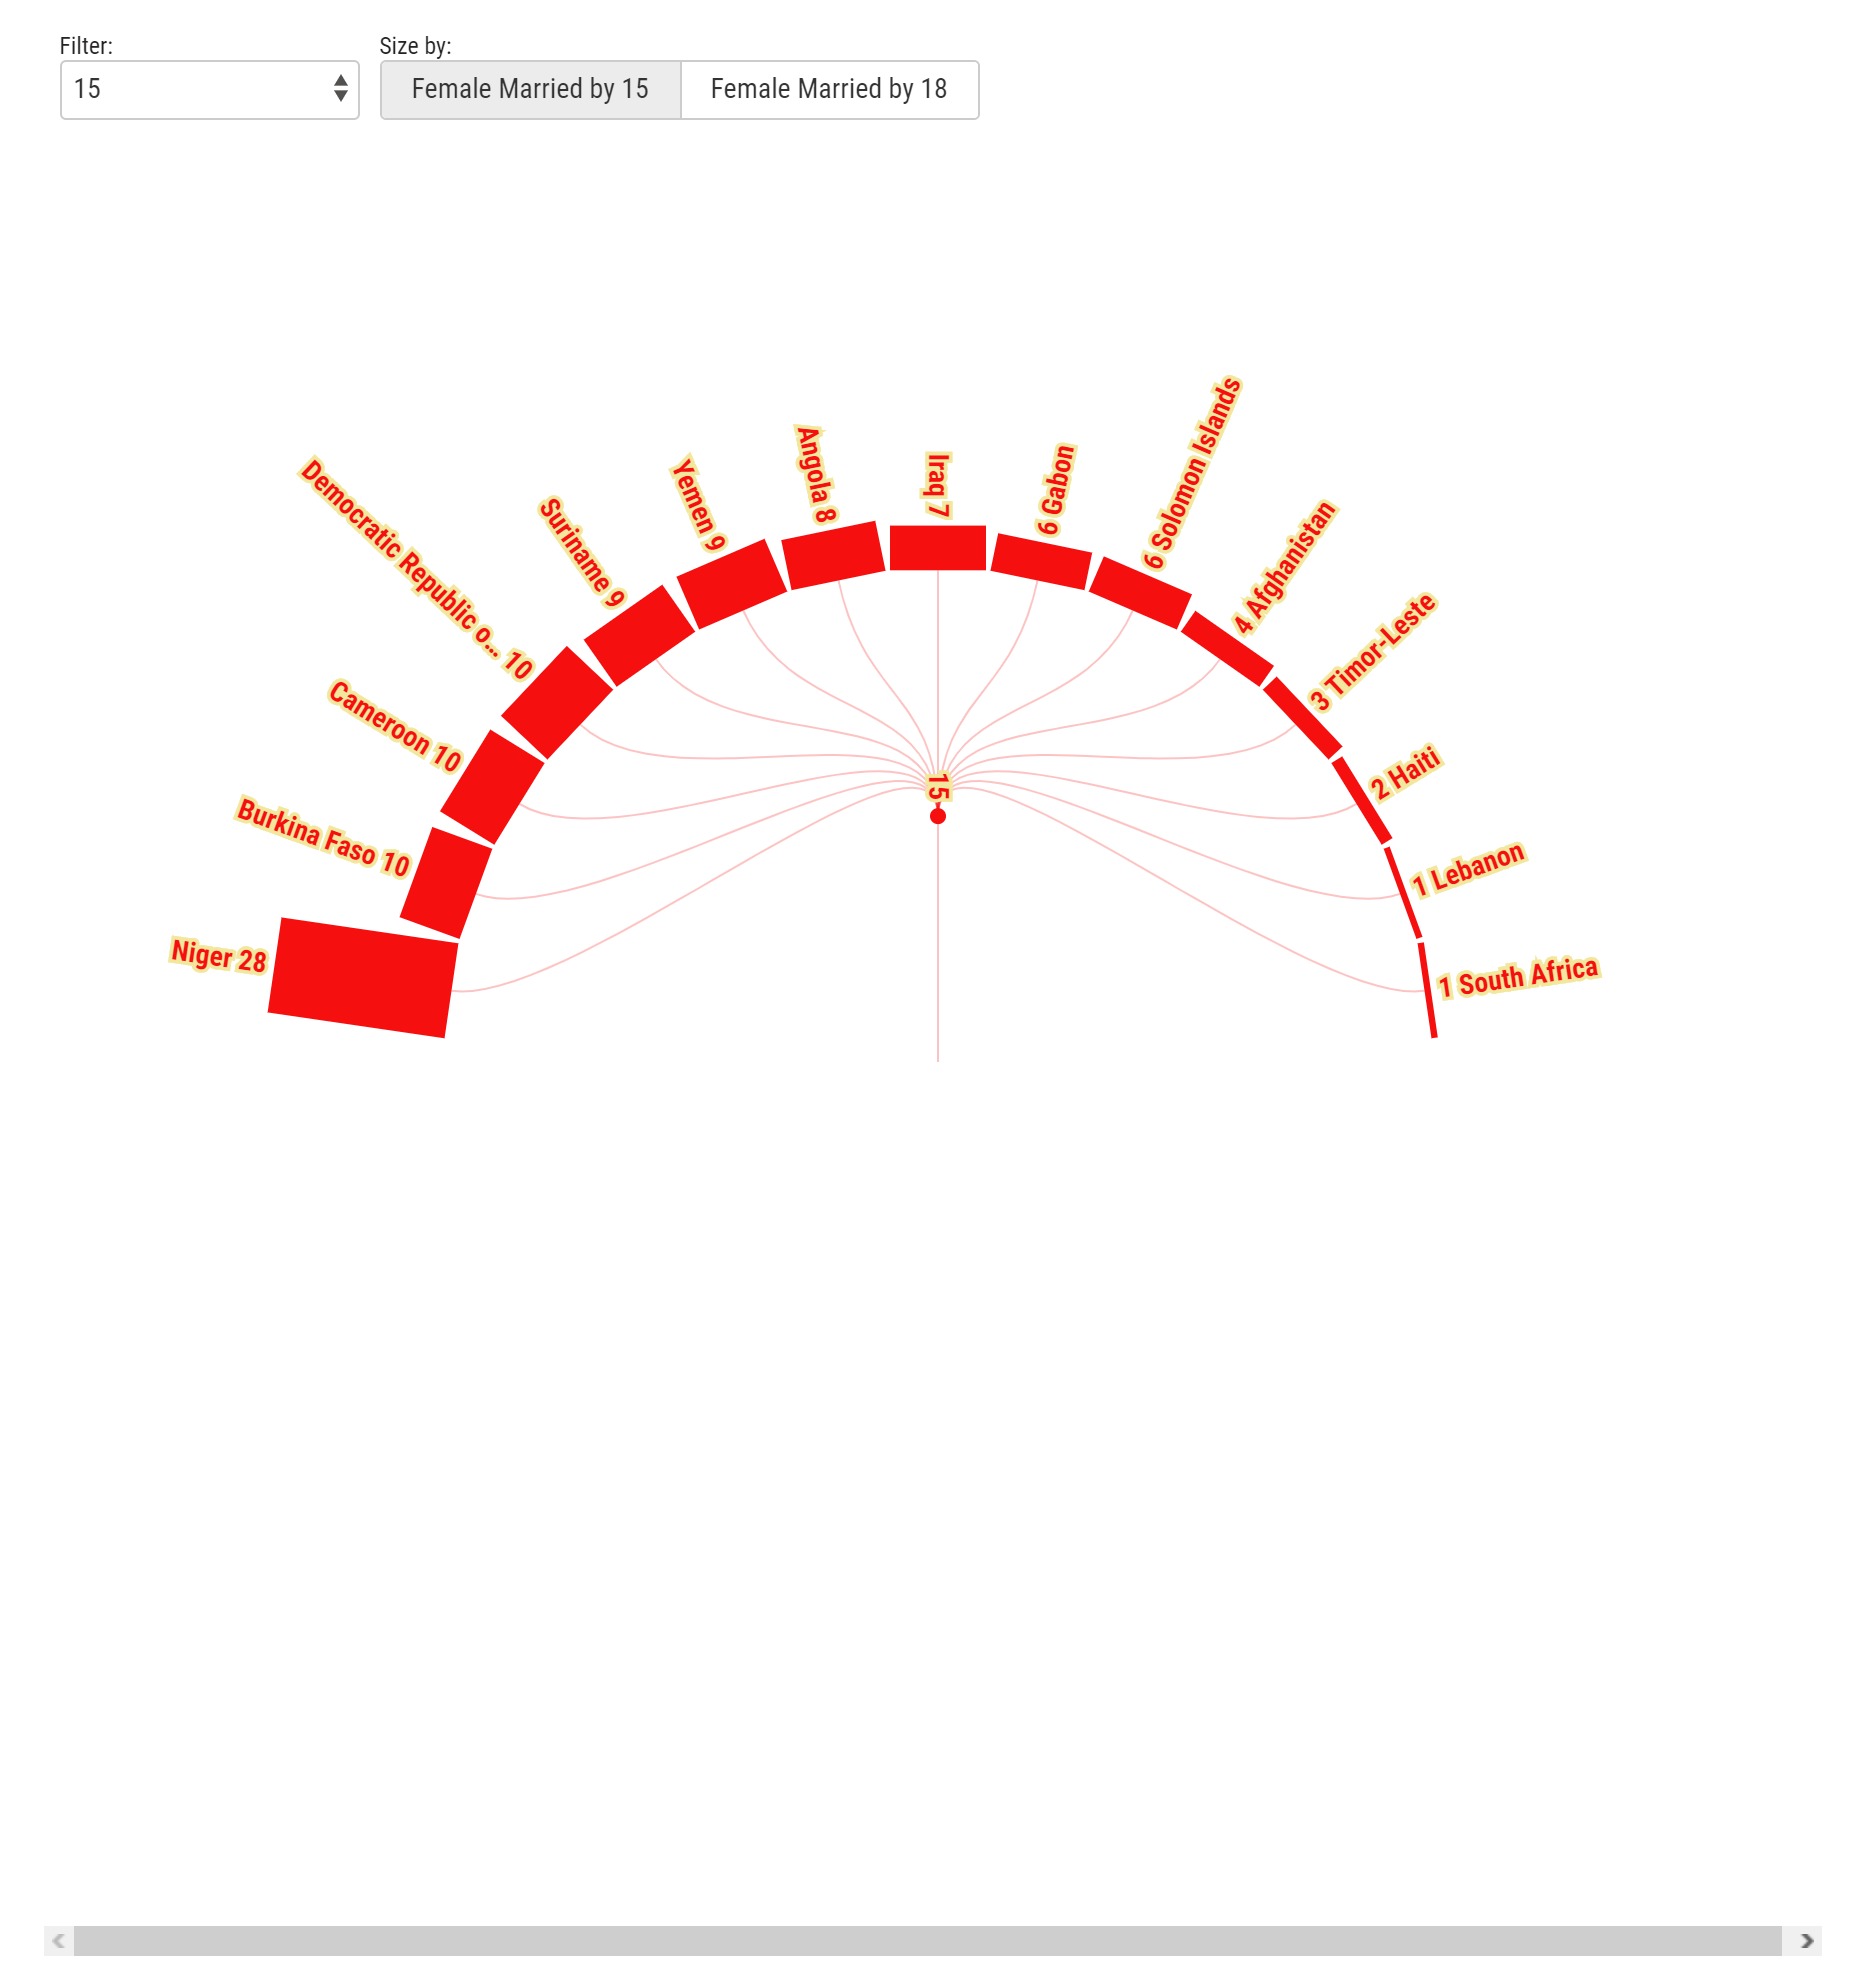 Filter:
Size by:
15
Female Married by 15
Female Married by 18
Niger 28
Burkina Faso 10
Cameroon 10
Democratic Republic o... 10
Suriname 9
Yemen 9
Angola 8
Iraq 7
6 Gabon
6 Solomon Islands
4 Afghanistan
3 Timor-Leste
2 Haiti
1 Lebanon
1 South Africa
15